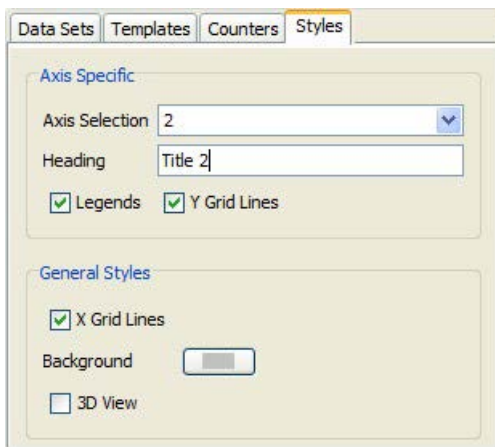 Data Sets Templates Counters Styles
Axis Specific
Axis Selection 2
Heading Title 2
Legends Y Grid Lines
General Styles
X Grid Lines
Background
3D View